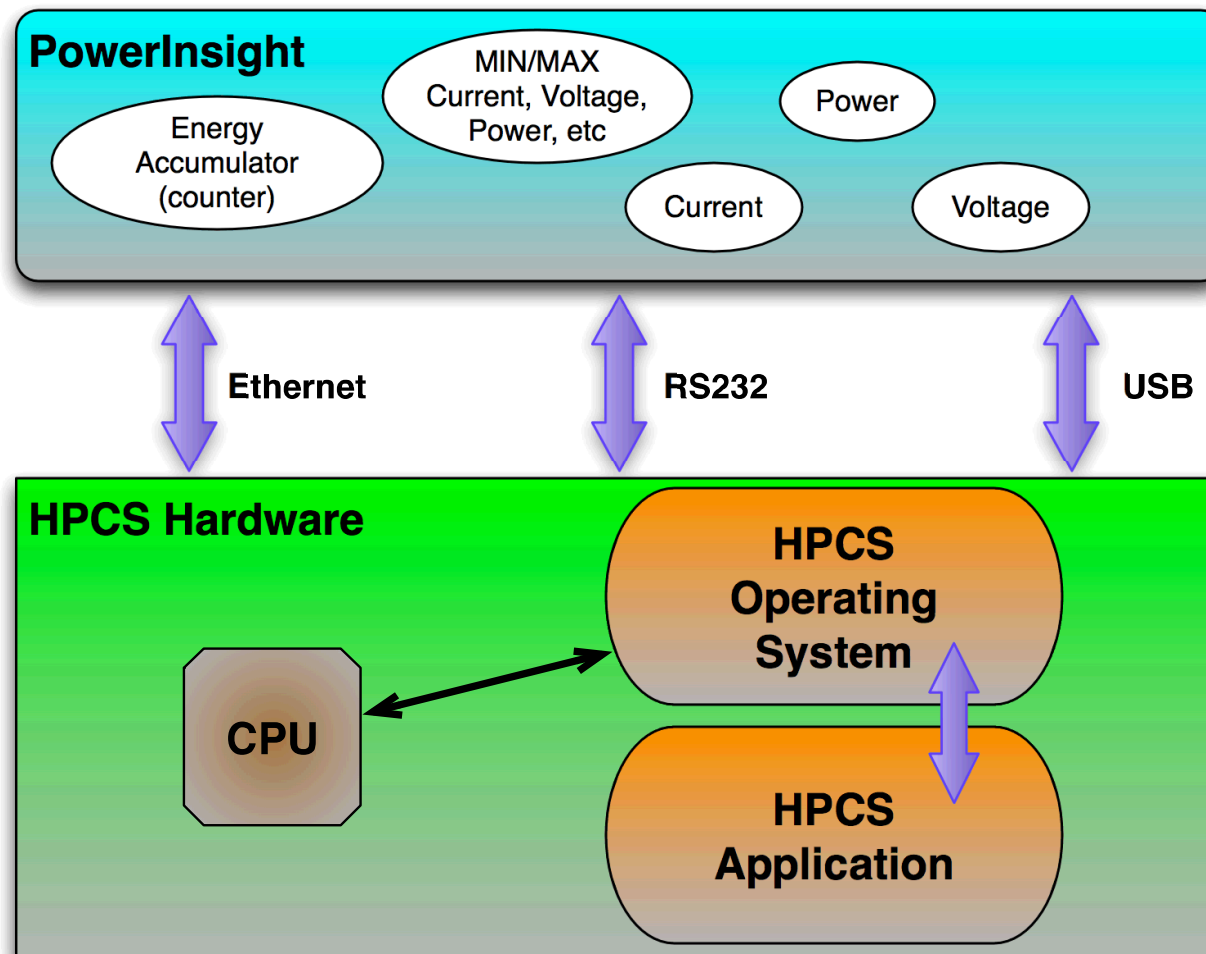 PowerInsight
MIN/MAX
Current, Voltage,
Power, etc
Power
Energy
Accumulator
(counter)
Current
Voltage
Ethernet
RS232
USB
HPCS Hardware
HPCS
Operating
System
CPU
HPCS
Application